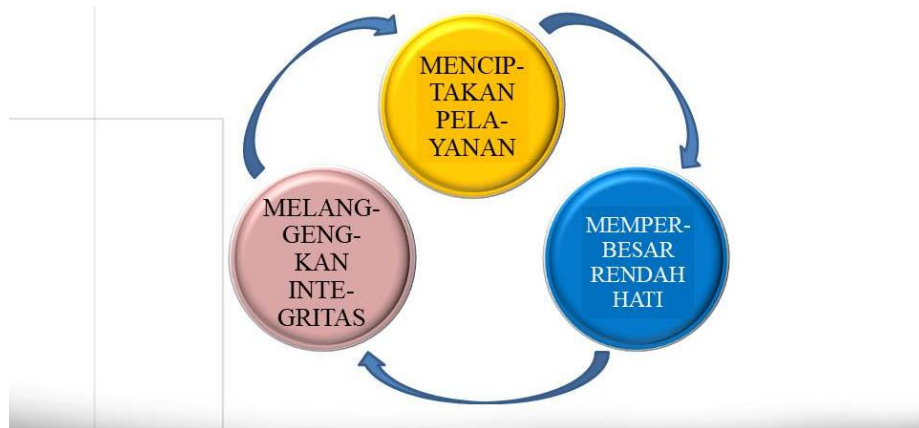 MENCIP-
TAKAN
PELA-
YANAN
MEMPER-
BESAR
RENDAH
HATI
MELANG-
GENG-
KAN
INTE-
GRITAS